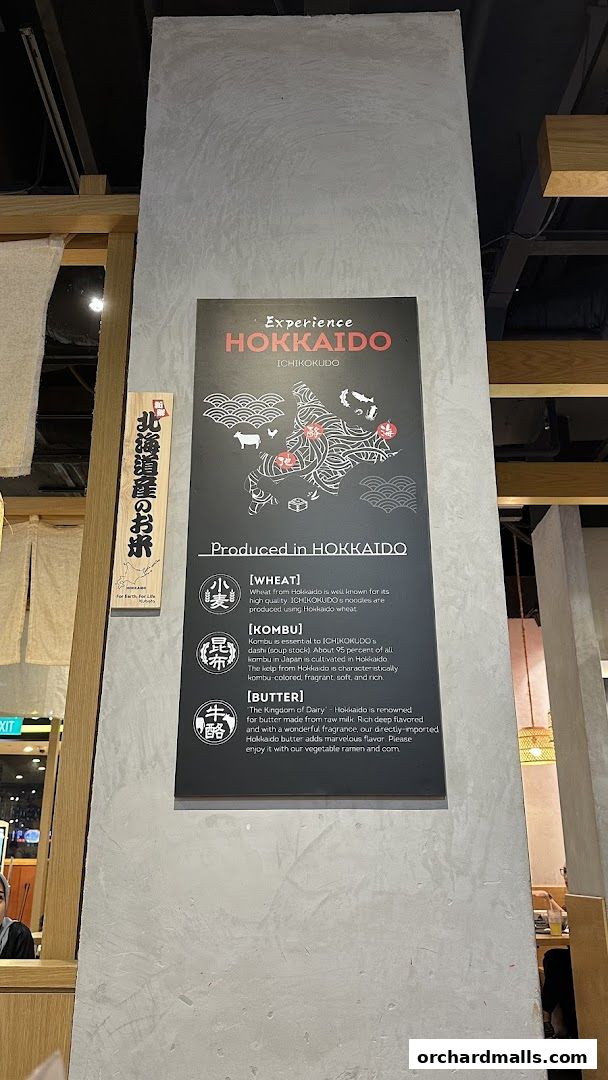 Experience
HOKKAIDO
ICHIKOKUDO
海
北海道産のお米
HOKKAIDO
For Earth, For Life
Kubota
Produced in HOKKAIDO
小麦
[WHEAT]
Wheat from Hokkaido is well known for its
high quality. ICHIKOKUDO's noodles are
produced using Hokkaido wheat.
昆布
[KOMBU]
Kombu is essential to ICHIKOKUDO's
dashi (soup stock). About 95 percent of all
kombu in Japan is cultivated in Hokkaido.
The kelp from Hokkaido is characteristically
kombu-colored, fragrant, soft, and rich.
牛酪
[BUTTER]
"The Kingdom of Dairy" - Hokkaido is renowned
for butter made from raw milk. Rich deep flavored
and with a wonderful fragrance, our directly-imported
Hokkaido butter adds marvelous flavor. Please
enjoy it with our vegetable ramen and corn.
EXIT
orchardmalls.com